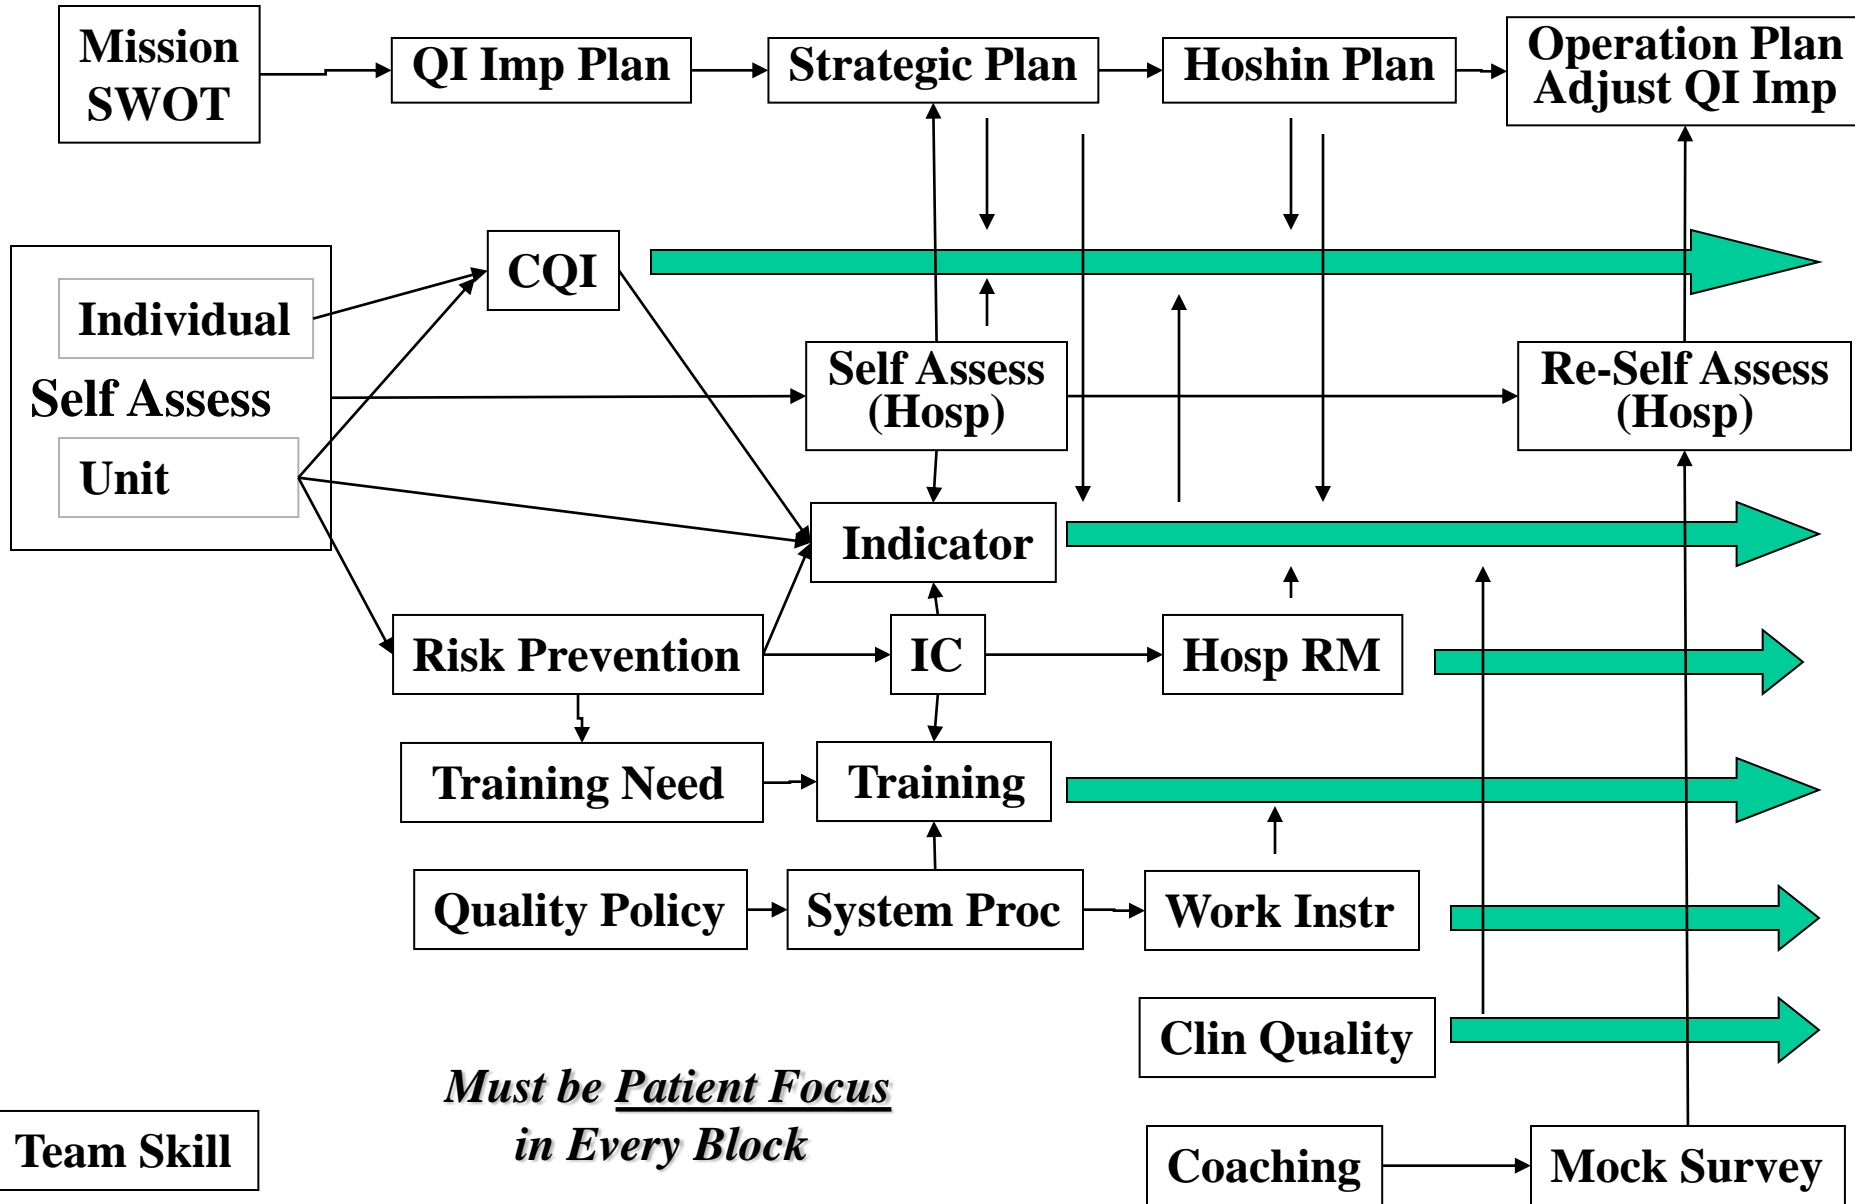 Mission
SWOT
QI Imp Plan
Strategic Plan
Hoshin Plan
Operation Plan
Adjust QI Imp
CQI
Individual
Self Assess
Unit
Self Assess
(Hosp)
Re-Self Assess
(Hosp)
Indicator
Risk Prevention
IC
Hosp RM
Training Need
Training
Quality Policy
System Proc
Work Instr
Clin Quality
Must be Patient Focus
in Every Block
Team Skill
Coaching
Mock Survey